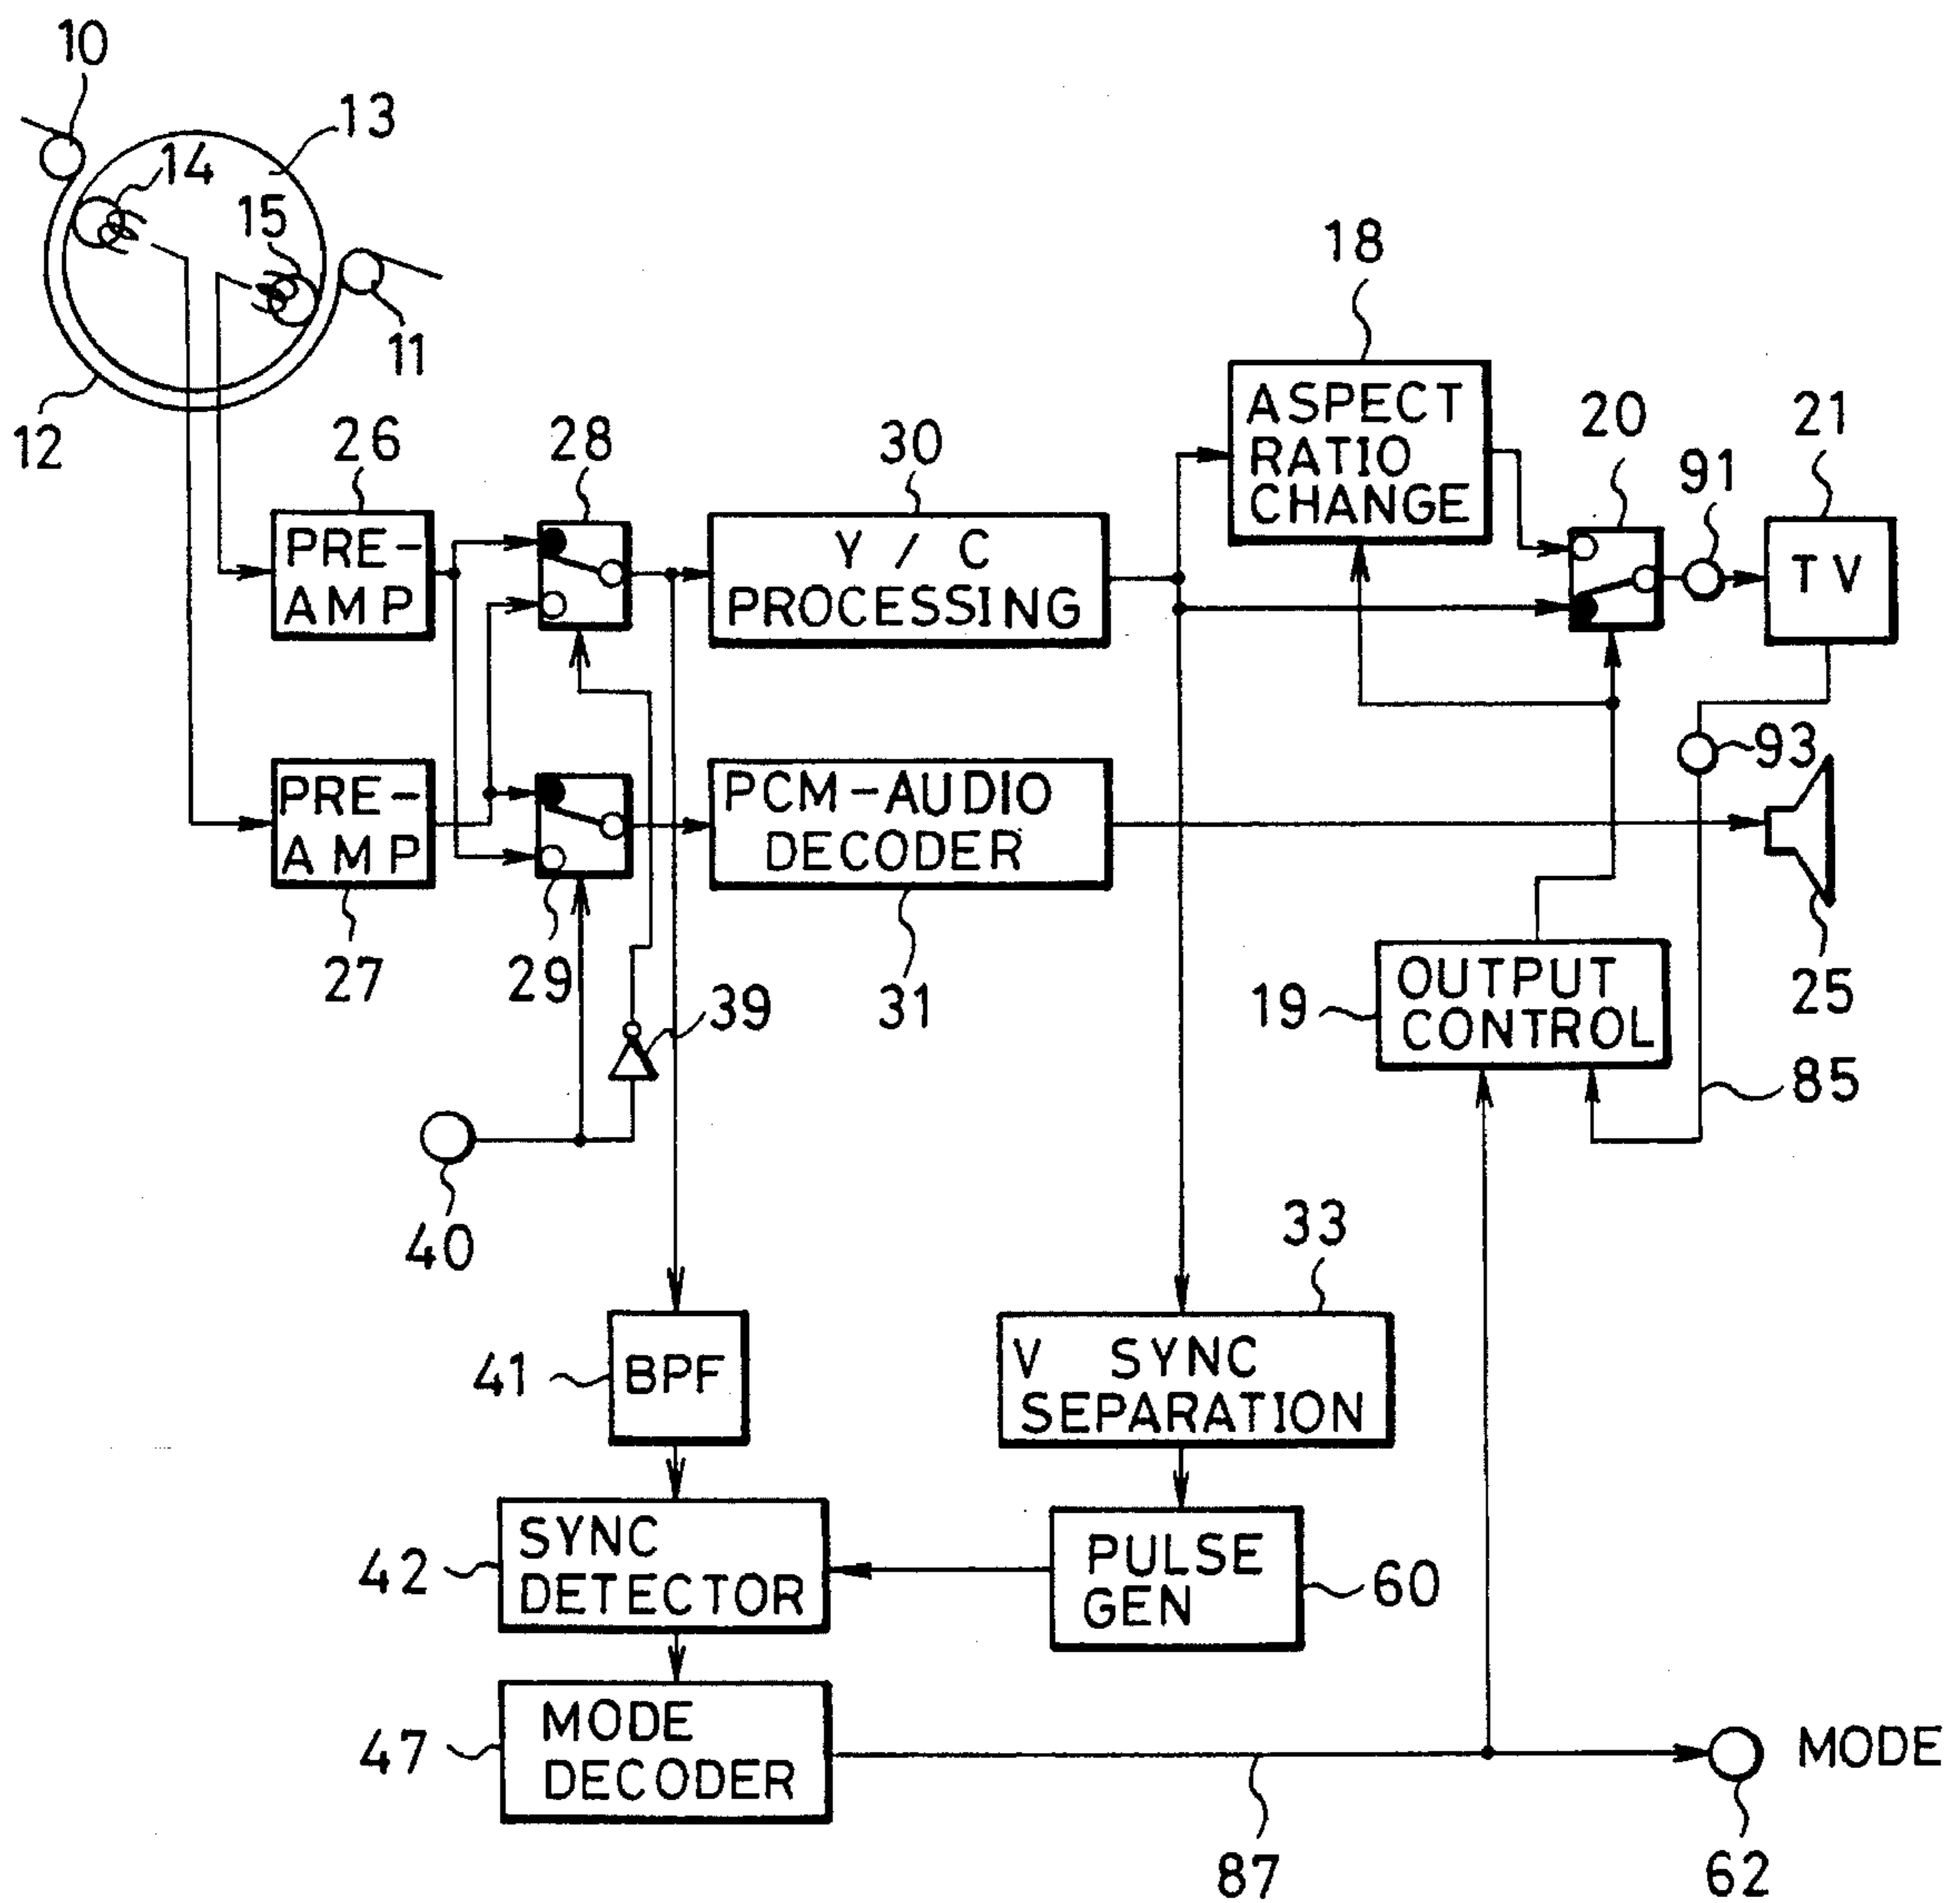 10
13
14
15
11
12
18
26
28
30
20
91
21
ASPECT
RATIO
CHANGE
PRE-
AMP
Y / C
PROCESSING
TV
93
PRE-
AMP
PCM-AUDIO
DECODER
27
29
39
31
19
OUTPUT
CONTROL
25
85
40
33
41
BPF
V SYNC
SEPARATION
42
SYNC
DETECTOR
PULSE
GEN
60
47
MODE
DECODER
MODE
87
62